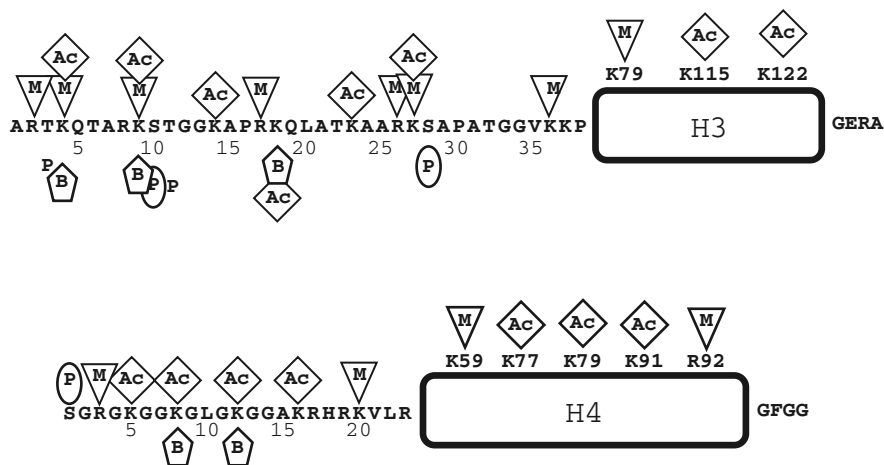 Ac Ac Ac M Ac Ac
M M M Ac M Ac M M M K79 K115 K122
ARTKQTARKSTGGKAPRKQLATKAARKSAPATGGVKKP H3 GERA
5 10 15 20 25 30 35
P B B P P B P
Ac
M Ac Ac Ac M
P M Ac Ac Ac Ac M K59 K77 K79 K91 R92
SGRGKGGKGLGKGGAKRHRKVLR H4 GFGG
5 10 15 20
B B